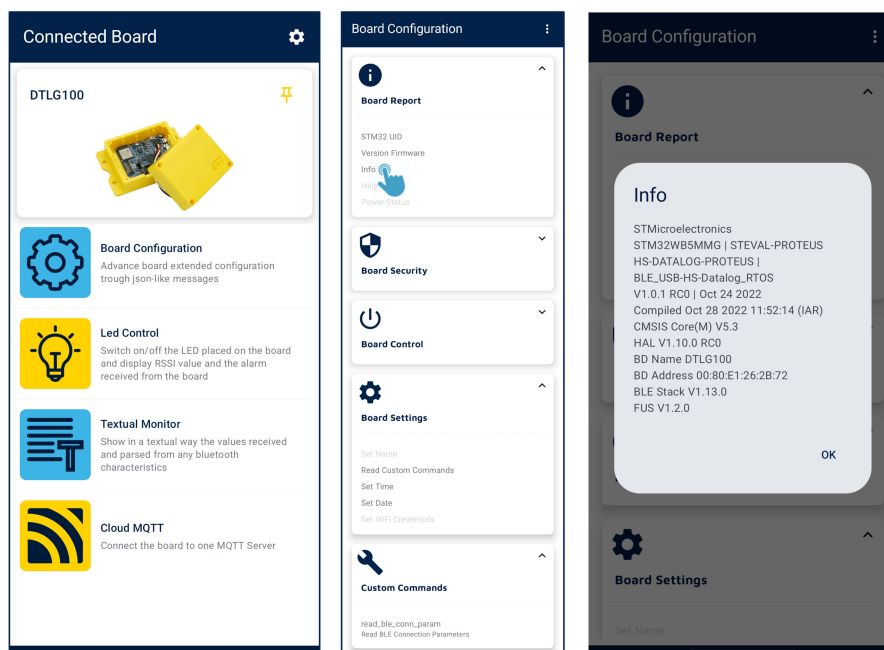 Connected Board
DTLG100
Board Configuration
Advance board extended configuration
trough json-like messages
Led Control
Switch on/off the LED placed on the board
and display RSSI value and the alarm
received from the board
Textual Monitor
Show in a textual way the values received
and parsed from any bluetooth
characteristics
Cloud MQTT
Connect the board to one MQTT Server
Board Configuration
Board Report
STM32 UID
Version Firmware
Info
Help
Power Status
Board Security
Board Control
Board Settings
Set Name
Read Custom Commands
Set Time
Set Date
Set WiFi Credentials
Custom Commands
read_ble_conn_param
Read BLE Connection Parameters
Board Configuration
Board Report
Info
STMicroelectronics
STM32WB5MMG | STEVAL-PROTEUS
HS-DATALOG-PROTEUS |
BLE_USB-HS-Datalog_RTOS
V1.0.1 RC0 | Oct 24 2022
Compiled Oct 28 2022 11:52:14 (IAR)
CMSIS Core(M) V5.3
HAL V1.10.0 RC0
BD Name DTLG100
BD Address 00:80:E1:26:2B:72
BLE Stack V1.13.0
FUS V1.2.0
OK
Board Settings
Set Name